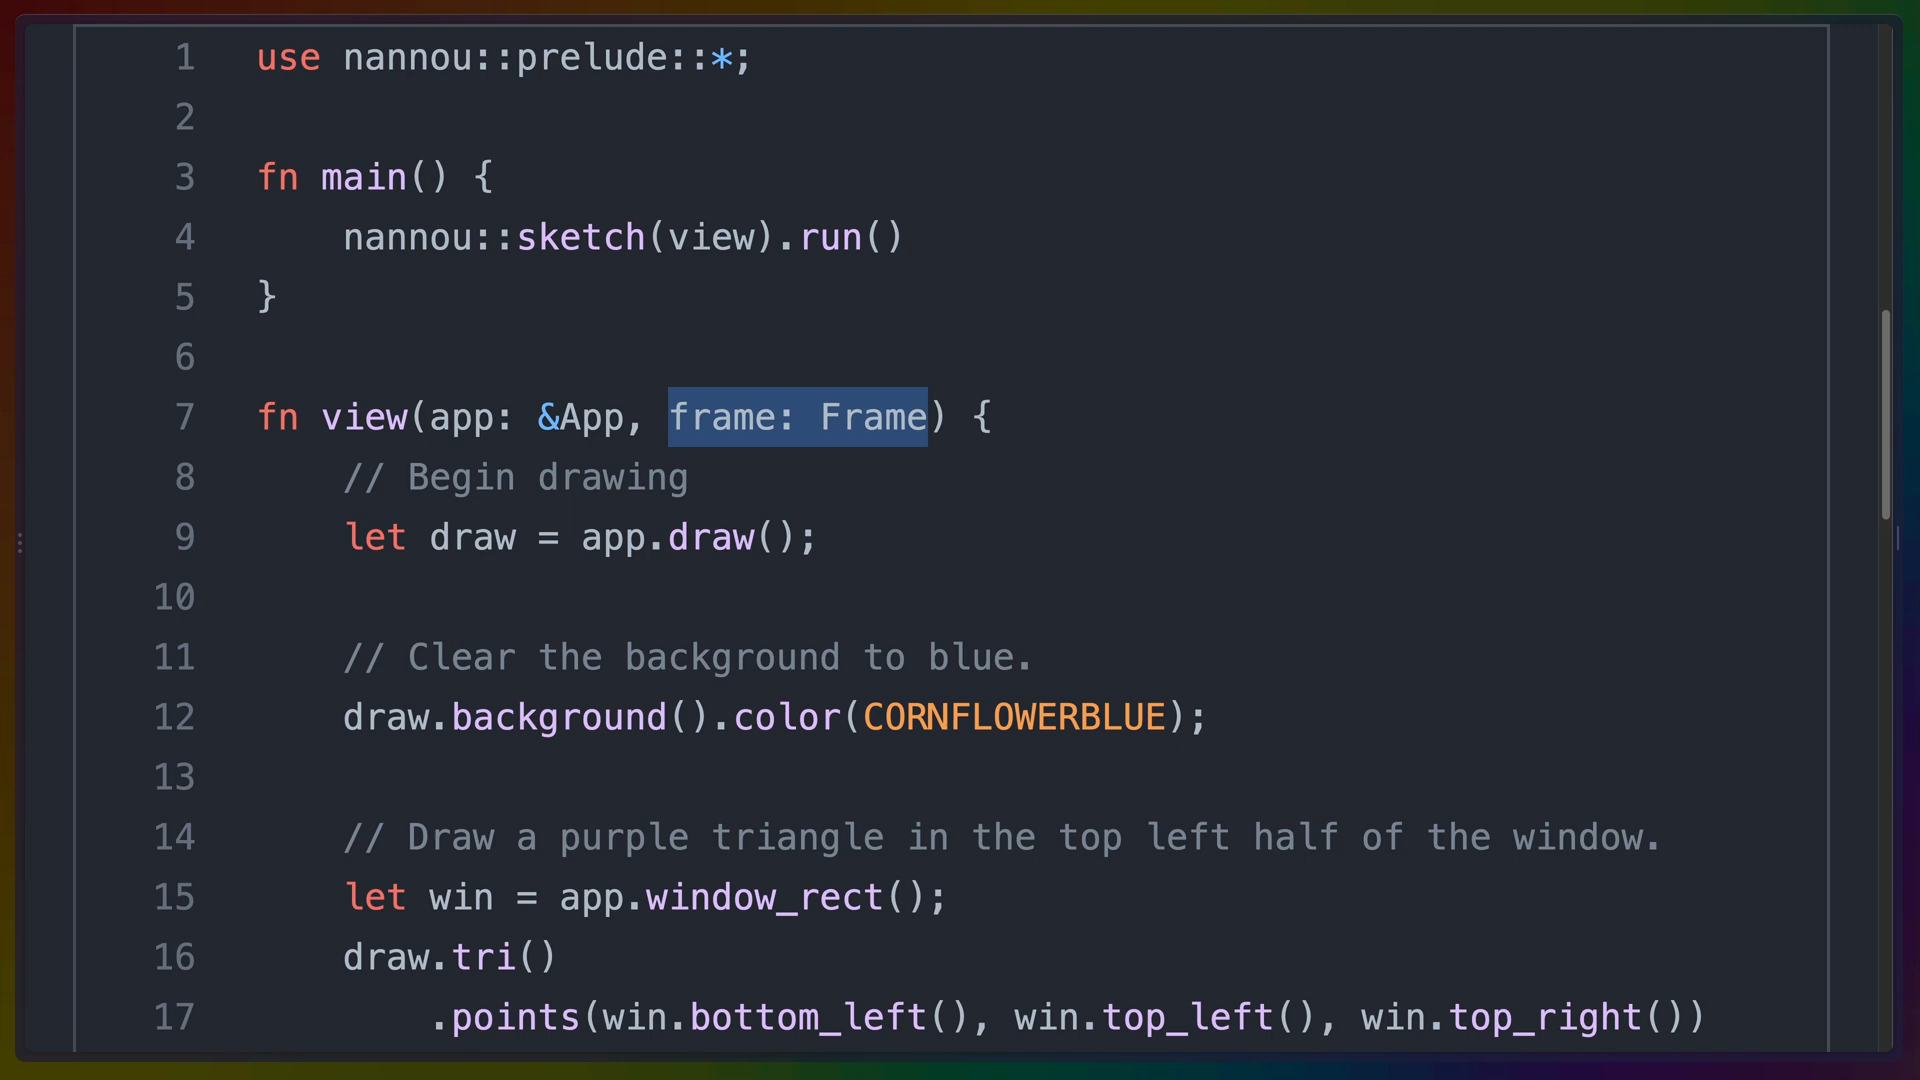 1 use nannou::prelude::*;
2
3 fn main() {
4     nannou::sketch(view).run()
5 }
6
7 fn view(app: &App, frame: Frame) {
8     // Begin drawing
9     let draw = app.draw();
10
11     // Clear the background to blue.
12     draw.background().color(CORNFLOWERBLUE);
13
14     // Draw a purple triangle in the top left half of the window.
15     let win = app.window_rect();
16     draw.tri()
17         .points(win.bottom_left(), win.top_left(), win.top_right())